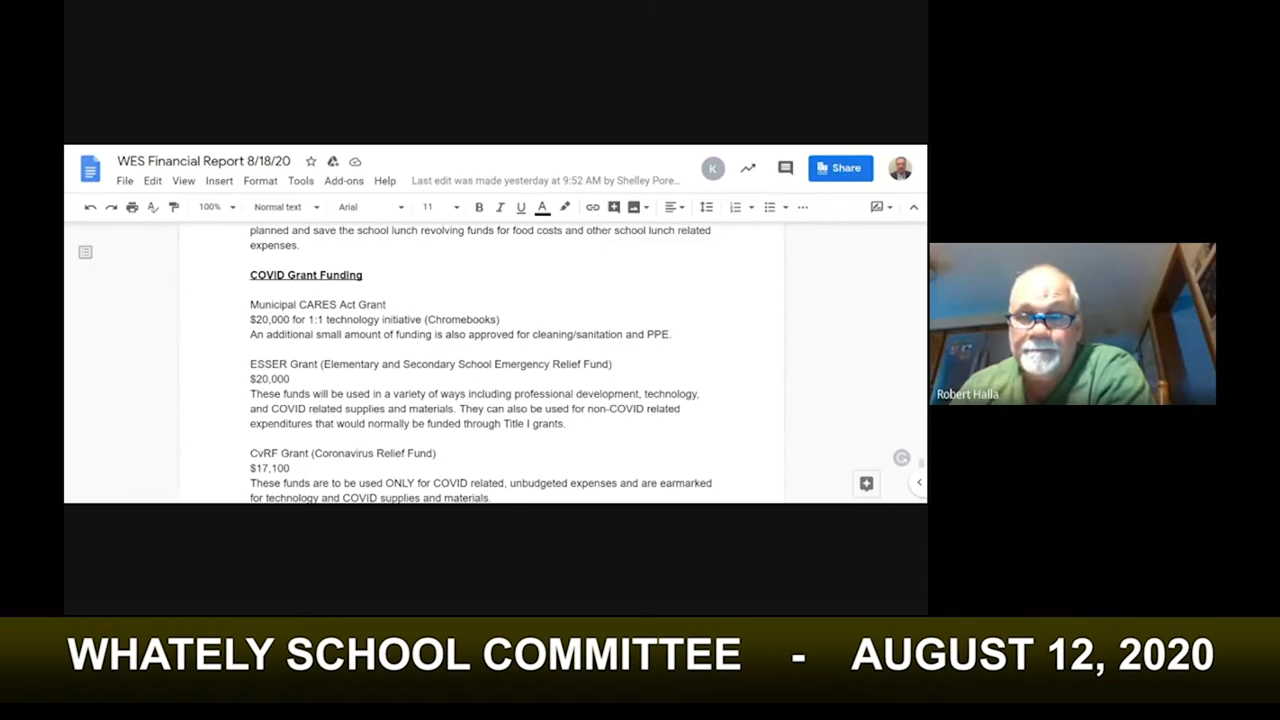 WES Financial Report 8/18/20
File Edit View Insert Format Tools Add-ons Help Last edit was made yesterday at 9:52 AM by Shelley Pore...
K
Share
100% Normal text Arial 11 B I U A
planned and save the school lunch revolving funds for food costs and other school lunch related
expenses.
COVID Grant Funding
Municipal CARES Act Grant
$20,000 for 1:1 technology initiative (Chromebooks)
An additional small amount of funding is also approved for cleaning/sanitation and PPE.
ESSER Grant (Elementary and Secondary School Emergency Relief Fund)
$20,000
These funds will be used in a variety of ways including professional development, technology,
and COVID related supplies and materials. They can also be used for non-COVID related
expenditures that would normally be funded through Title I grants.
CvRF Grant (Coronavirus Relief Fund)
$17,100
These funds are to be used ONLY for COVID related, unbudgeted expenses and are earmarked
for technology and COVID supplies and materials.
Robert Halla
WHATELY SCHOOL COMMITTEE - AUGUST 12, 2020